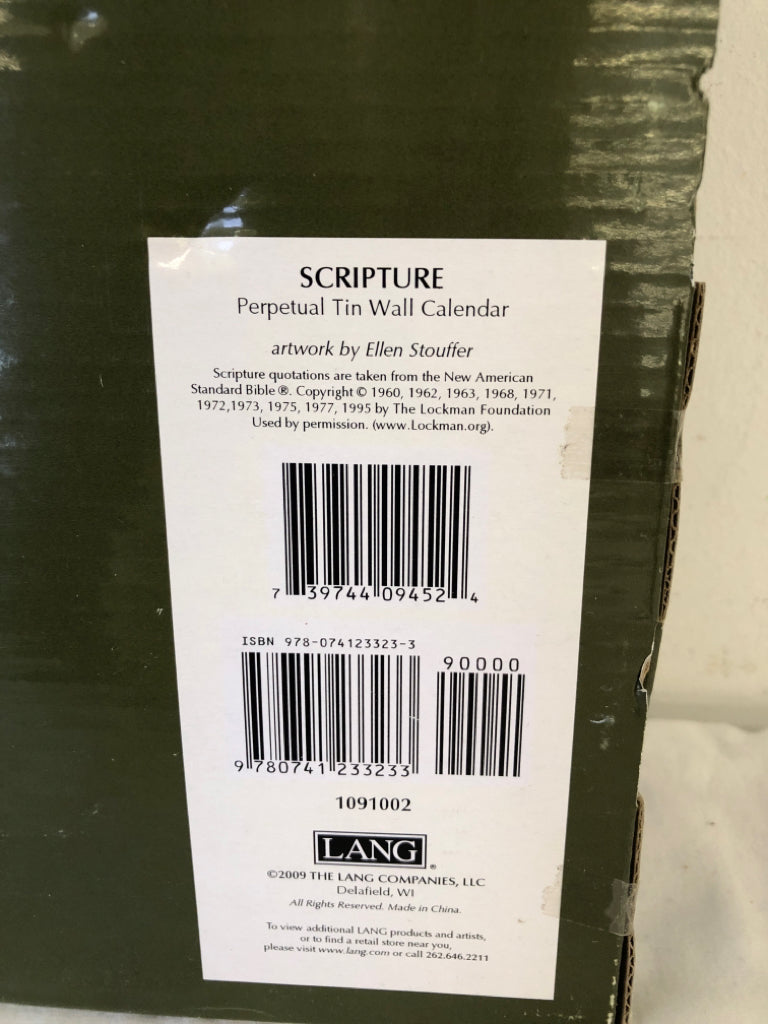 SCRIPTURE
Perpetual Tin Wall Calendar
artwork by Ellen Stouffer
Scripture quotations are taken from the New American
Standard Bible ®. Copyright © 1960, 1962, 1963, 1968, 1971,
1972,1973, 1975, 1977, 1995 by The Lockman Foundation
Used by permission. (www.Lockman.org).
7 39744 09452 4
ISBN 978-074123323-3
90000
9 780741 233233
1091002
LANG®
©2009 THE LANG COMPANIES, LLC
Delafield, WI
All Rights Reserved. Made in China.
To view additional LANG products and artists,
or to find a retail store near you,
please visit www.lang.com or call 262.646.2211